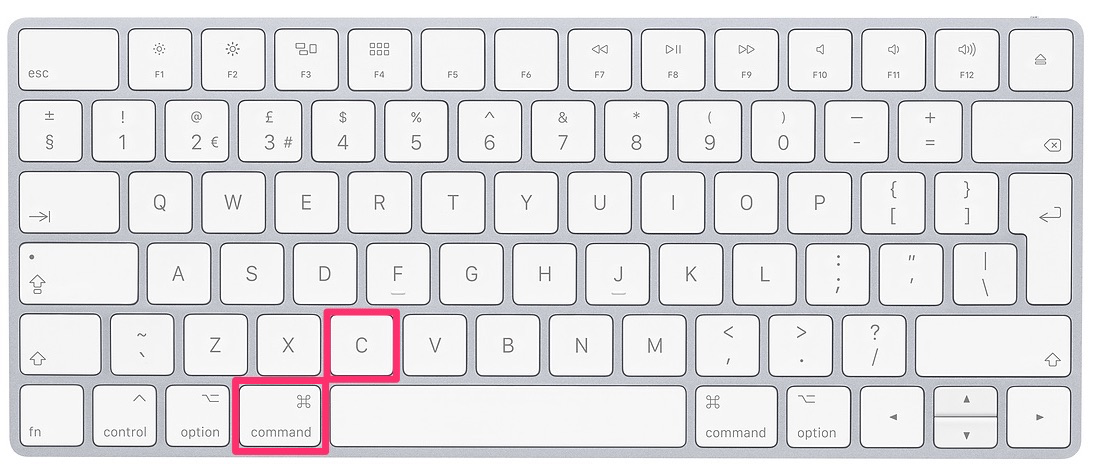 esc F1 F2 F3 F4 F5 F6 F7 F8 F9 F10 F11 F12
± ! @ £ $ % ^ & * ( ) — +
§ 1 2 € 3 # 4 5 6 7 8 9 0 - =
Q W E R T Y U I O P { }
[ ]
A S D F G H J K L : " |
; ' \
~ Z X C V B N M < > ?
` , . /
fn control option ⌘ command ⌘ command option